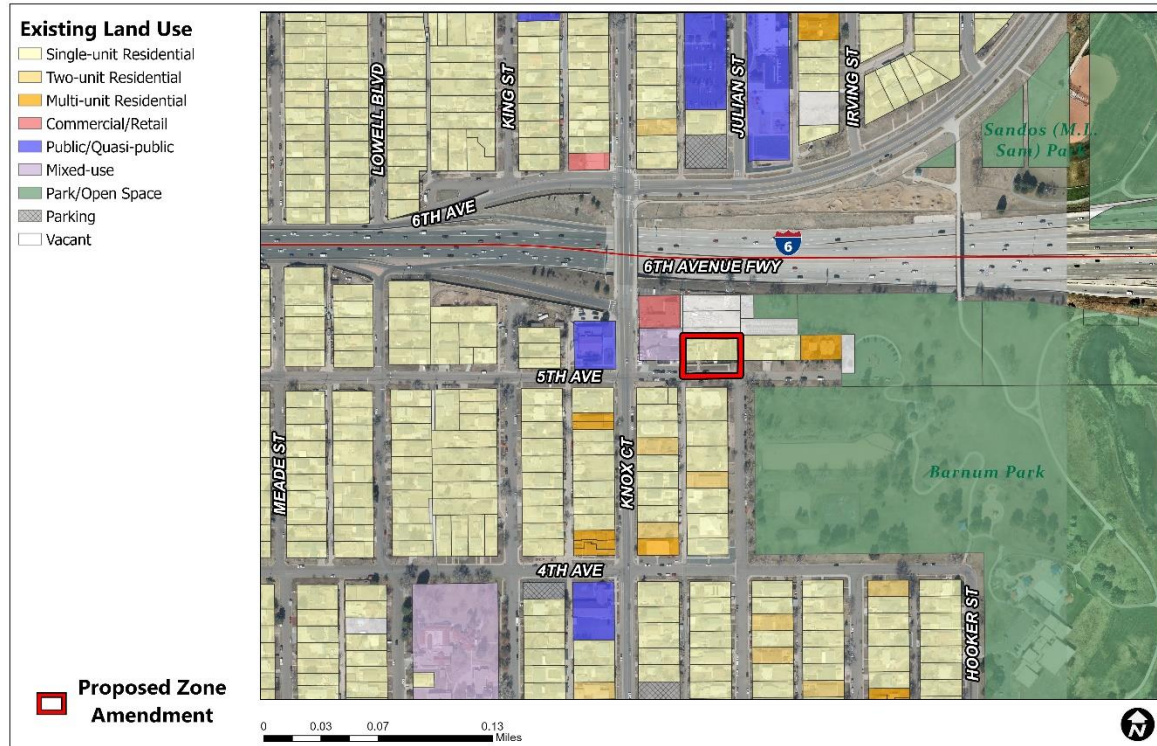 Existing Land Use
Single-unit Residential
Two-unit Residential
Multi-unit Residential
Commercial/Retail
Public/Quasi-public
Mixed-use
Park/Open Space
Parking
Vacant
Proposed Zone
Amendment
LOWELL BLVD
KING ST
JULIAN ST
IRVING ST
Sandos (M.L.
Sam) Park
6TH AVE
6
6TH AVENUE FWY
5TH AVE
MEADE ST
KNOX CT
Barnum Park
4TH AVE
HOOKER ST
0 0.03 0.07 0.13
Miles
N